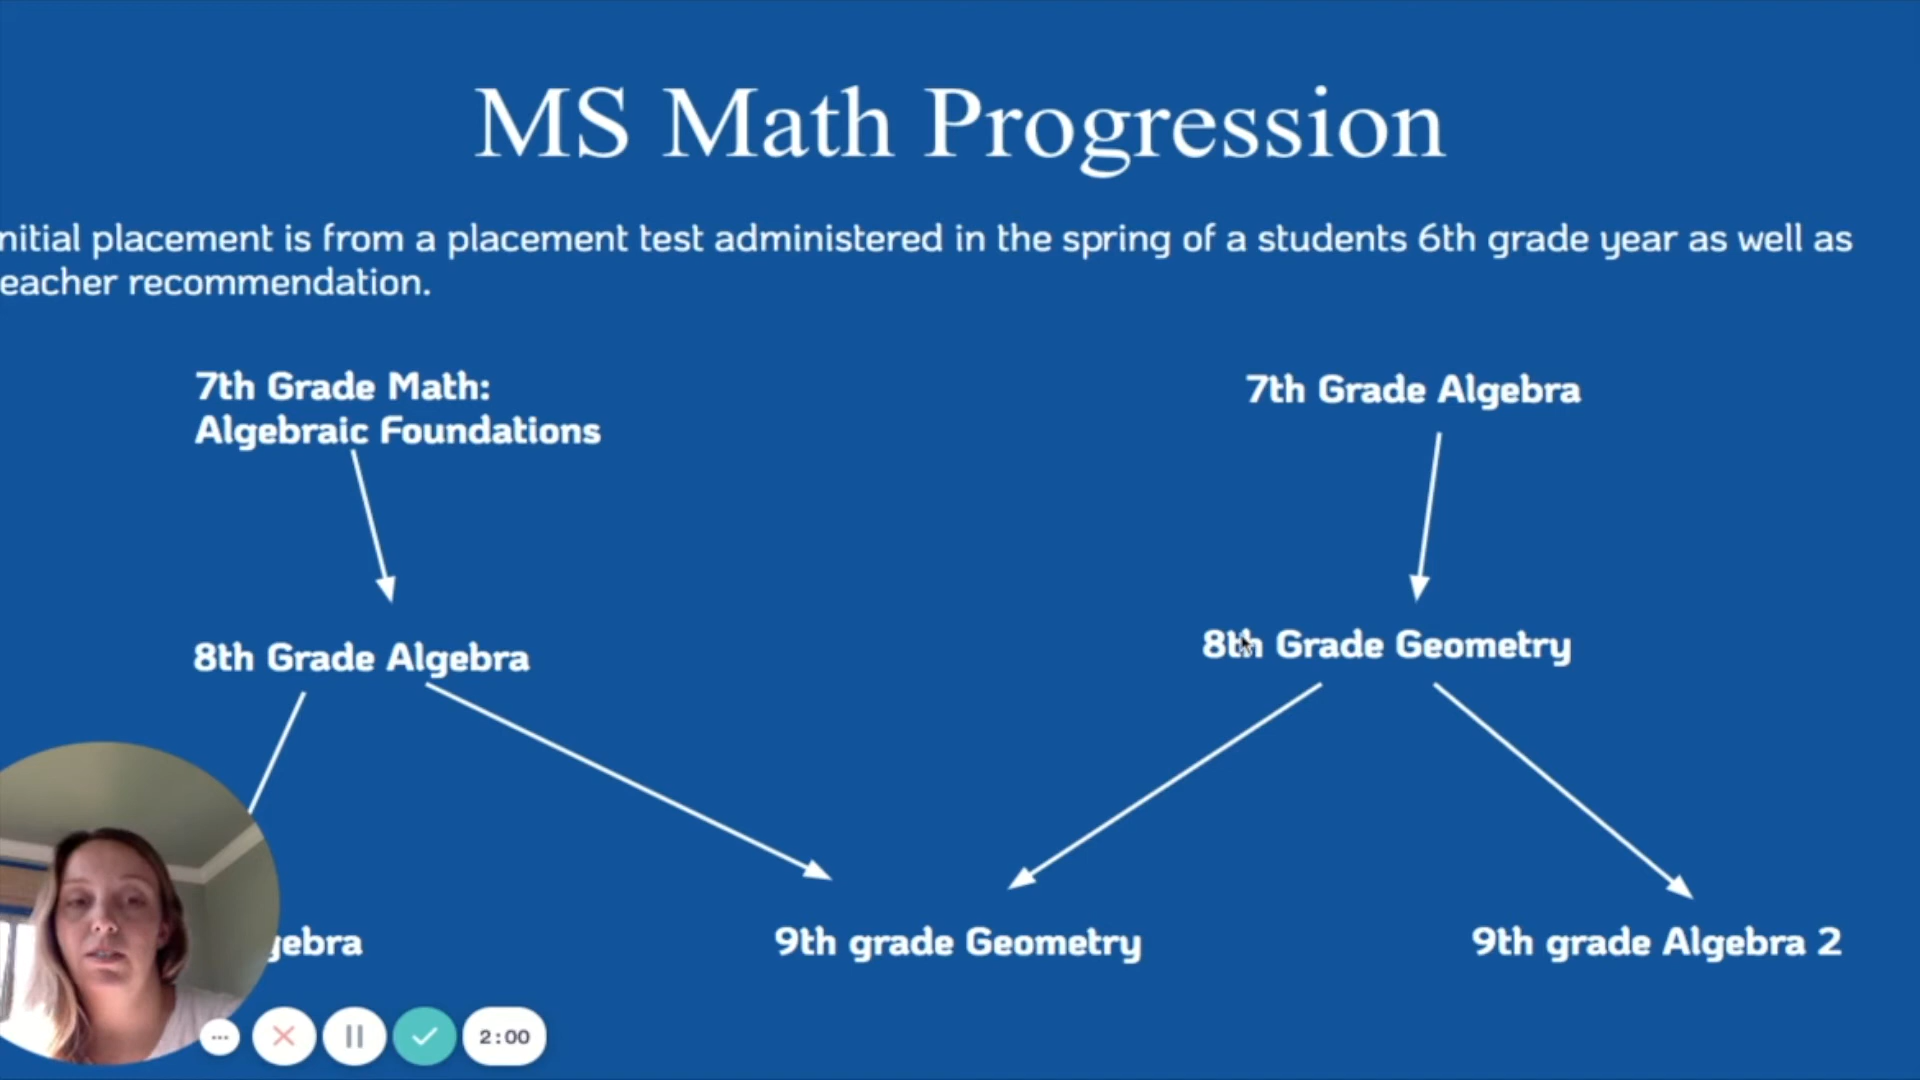 MS Math Progression
nitial placement is from a placement test administered in the spring of a students 6th grade year as well as
eacher recommendation.
7th Grade Math:
Algebraic Foundations
7th Grade Algebra
8th Grade Algebra
8th Grade Geometry
gebra
9th grade Geometry
9th grade Algebra 2
2:00